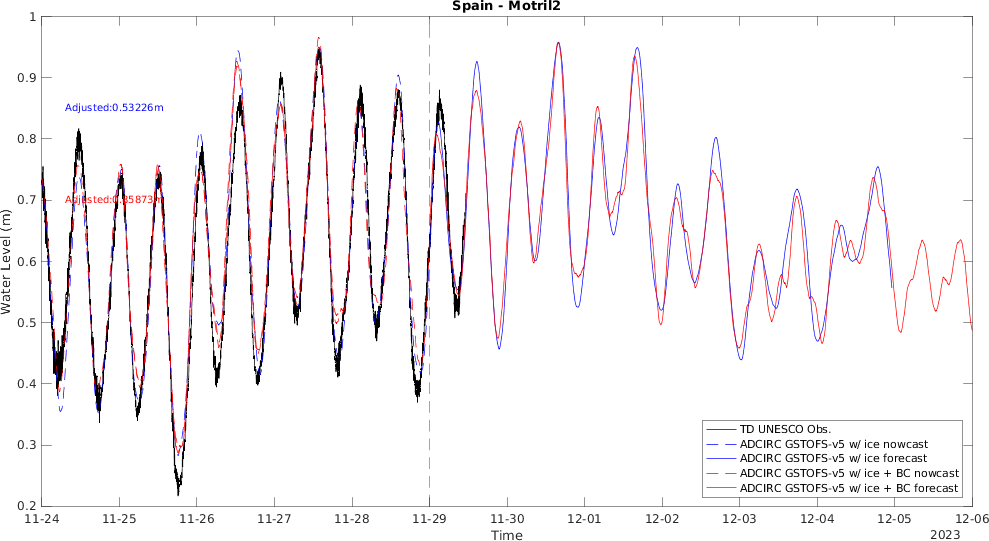 Spain - Motril2
Water Level (m)
1
0.9
0.8
0.7
0.6
0.5
0.4
0.3
0.2
Adjusted:0.53226m
TD UNESCO Obs.
ADCIRC GSTOFS-v5 w/ ice nowcast
ADCIRC GSTOFS-v5 w/ ice forecast
ADCIRC GSTOFS-v5 w/ ice + BC nowcast
ADCIRC GSTOFS-v5 w/ ice + BC forecast
11-24 11-25 11-26 11-27 11-28 11-29 11-30 12-01 12-02 12-03 12-04 12-05 12-06
Time
2023